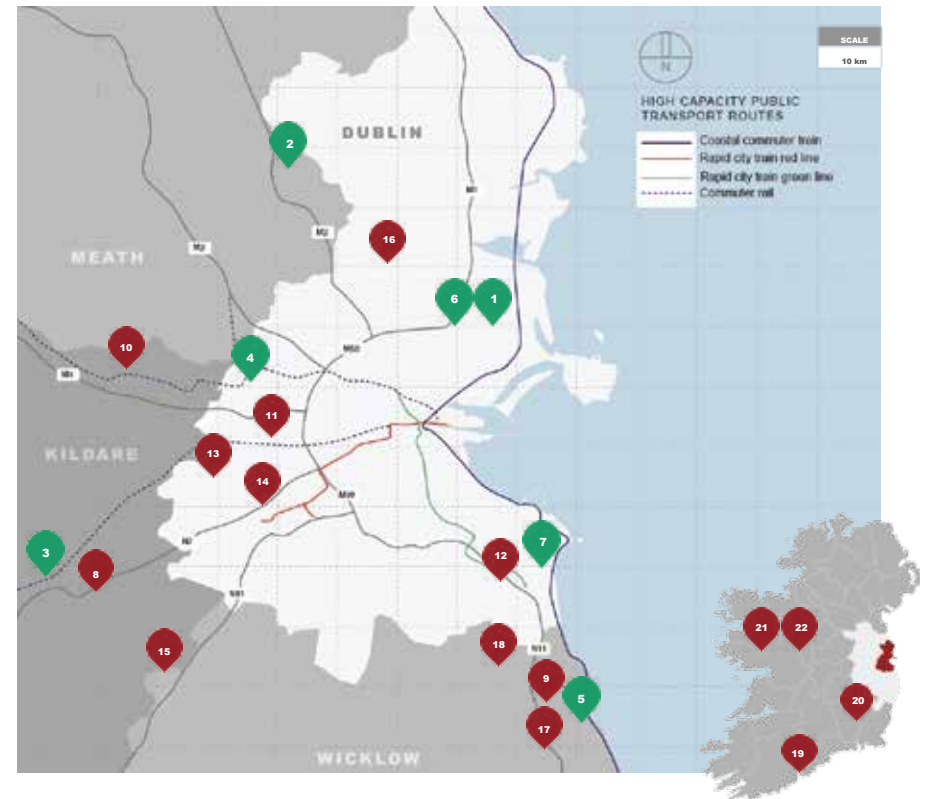 SCALE
10 km
N
HIGH CAPACITY PUBLIC
TRANSPORT ROUTES
Coastal commuter train
Rapid city train red line
Rapid city train green line
Commuter rail
DUBLIN
2
M1
16
M2
MEATH
6
1
10
4
M50
11
KILDARE
13
14
3
8
N7
12
7
N81
15
18
N11
9
5
17
WICKLOW
21
22
20
19